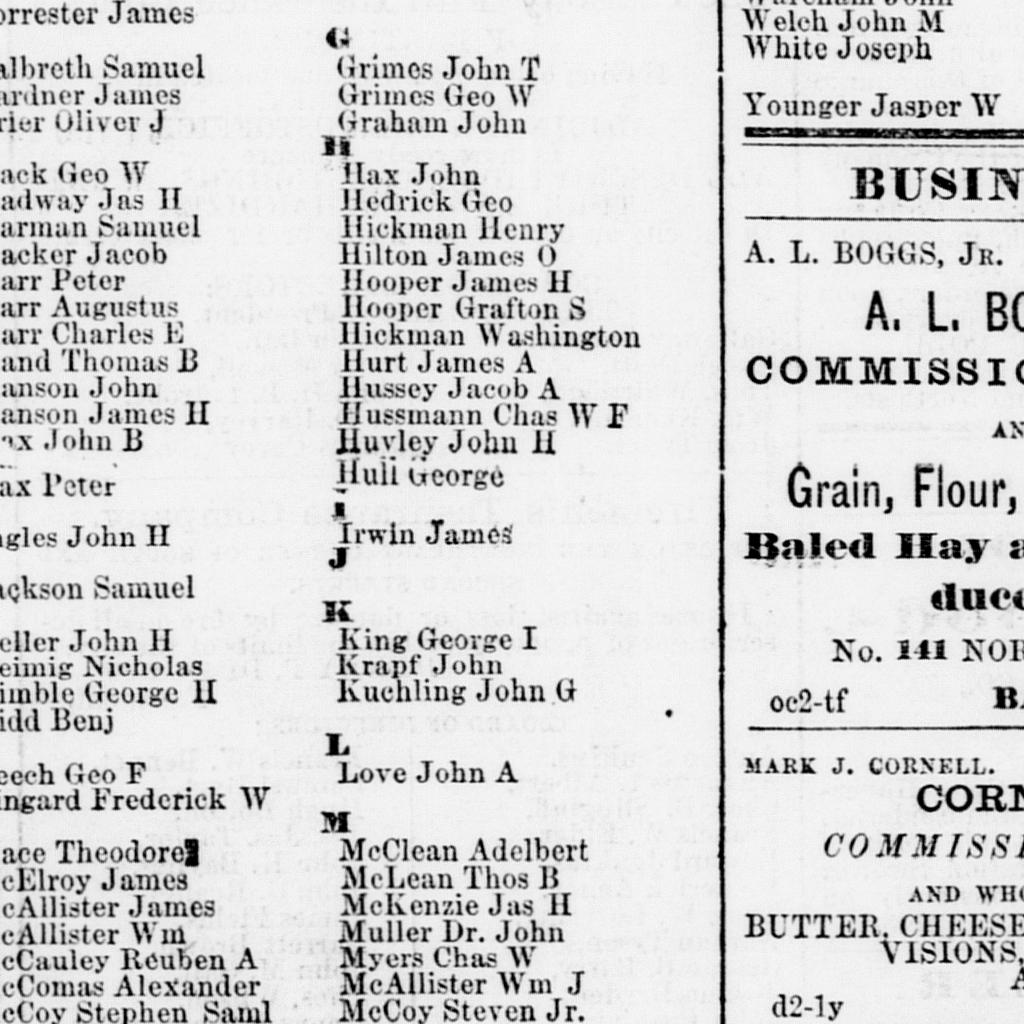 orrester James
albreth Samuel
ardner James
rier Oliver J
ack Geo W
adway Jas H
arman Samuel
acker Jacob
arr Peter
arr Augustus
arr Charles E
and Thomas B
anson John
anson James H
ax John B
ax Peter
gles John H
ackson Samuel
eller John H
eimig Nicholas
imble George H
idd Benj
eech Geo F
ingard Frederick W
ace Theodore
cElroy James
cAllister James
cAllister Wm
cCauley Reuben A
cComas Alexander
cCoy Stephen Saml
G
Grimes John T
Grimes Geo W
Graham John
H
Hax John
Hedrick Geo
Hickman Henry
Hilton James O
Hooper James H
Hooper Grafton S
Hickman Washington
Hurt James A
Hussey Jacob A
Hussmann Chas W F
Huvley John H
Hull George
I
Irwin James
J
K
King George I
Krapf John
Kuchling John G
L
Love John A
M
McClean Adelbert
McLean Thos B
McKenzie Jas H
Muller Dr. John
Myers Chas W
McAllister Wm J
McCoy Steven Jr.
Wareham John
Welch John M
White Joseph
Younger Jasper W
BUSIN
A. L. BOGGS, JR.
A. L. BO
COMMISSIO
AN
Grain, Flour,
Baled Hay a
duce
No. 141 NOR
oc2-tf BA
MARK J. CORNELL.
CORN
COMMISSI
AND WHO
BUTTER, CHEESE
VISIONS,
A
d2-1y